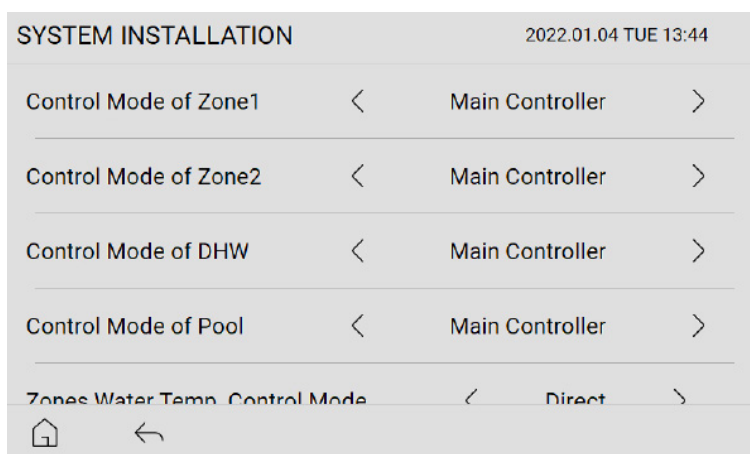 SYSTEM INSTALLATION 2022.01.04 TUE 13:44
Control Mode of Zone1 < Main Controller >
Control Mode of Zone2 < Main Controller >
Control Mode of DHW < Main Controller >
Control Mode of Pool < Main Controller >
Zones Water Temp. Control Mode < Direct >